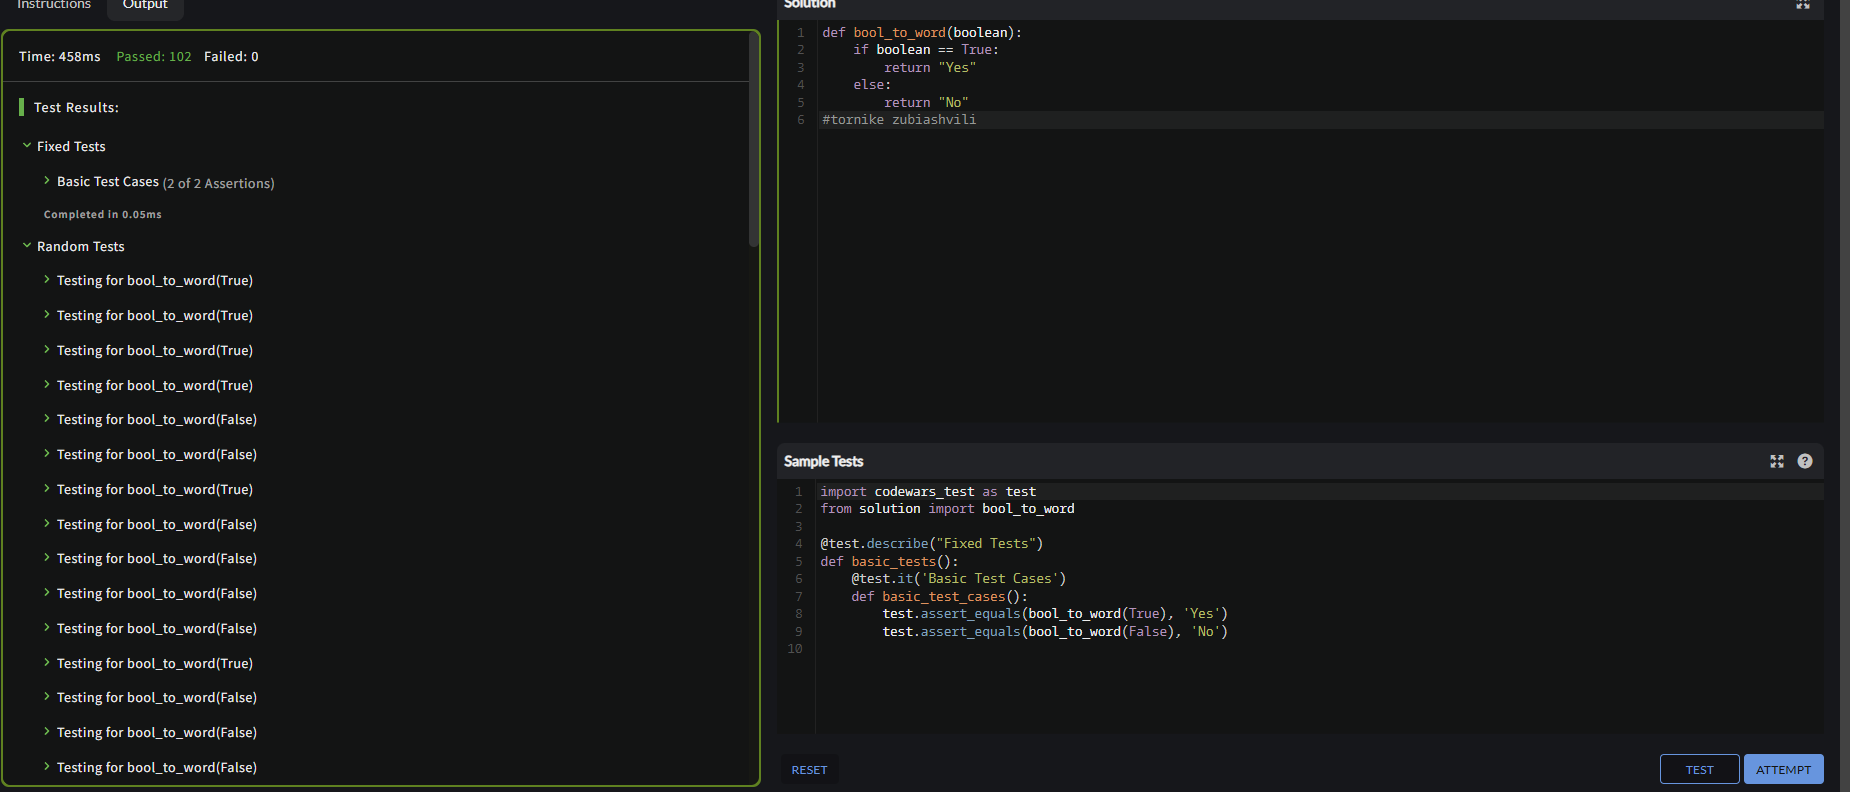 Instructions Output
Time: 458ms Passed: 102 Failed: 0
Test Results:
Fixed Tests
Basic Test Cases (2 of 2 Assertions)
Completed in 0.05ms
Random Tests
Testing for bool_to_word(True)
Testing for bool_to_word(True)
Testing for bool_to_word(True)
Testing for bool_to_word(True)
Testing for bool_to_word(False)
Testing for bool_to_word(False)
Testing for bool_to_word(True)
Testing for bool_to_word(False)
Testing for bool_to_word(False)
Testing for bool_to_word(False)
Testing for bool_to_word(False)
Testing for bool_to_word(True)
Testing for bool_to_word(False)
Testing for bool_to_word(False)
Testing for bool_to_word(False)
Solution
1 def bool_to_word(boolean):
2     if boolean == True:
3         return "Yes"
4     else:
5         return "No"
6 #tornike zubiashvili
Sample Tests
1 import codewars_test as test
2 from solution import bool_to_word
3
4 @test.describe("Fixed Tests")
5 def basic_tests():
6     @test.it('Basic Test Cases')
7     def basic_test_cases():
8         test.assert_equals(bool_to_word(True), 'Yes')
9         test.assert_equals(bool_to_word(False), 'No')
10
RESET TEST ATTEMPT